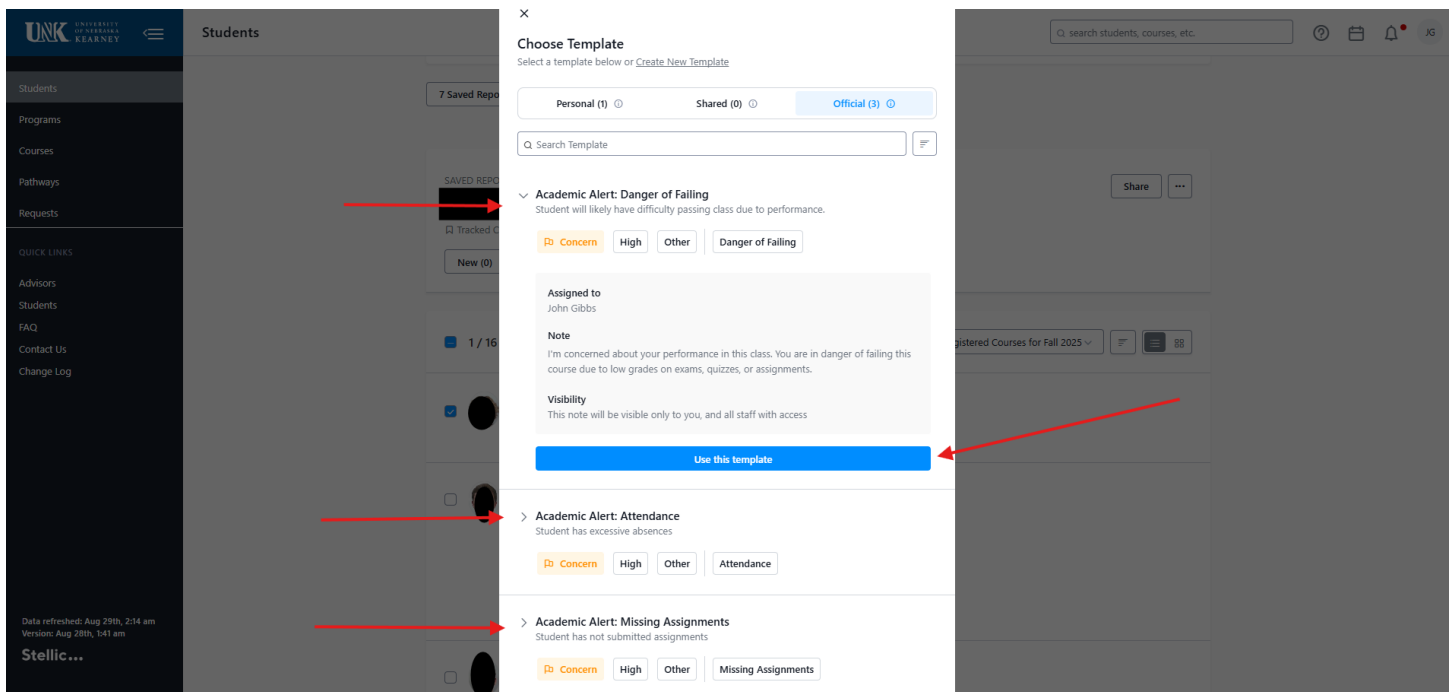 UNK UNIVERSITY
OF NEBRASKA
KEARNEY
Students
search students, courses, etc.
JG
Students
Programs
Courses
Pathways
Requests
QUICK LINKS
Advisors
Students
FAQ
Contact Us
Change Log
Data refreshed: Aug 29th, 2:14 am
Version: Aug 28th, 1:41 am
Stellic...
7 Saved Repo
SAVED REPO
Tracked C
New (0)
1 / 16
Share
gistered Courses for Fall 2025
Choose Template
Select a template below or Create New Template
Personal (1)
Shared (0)
Official (3)
Search Template
Academic Alert: Danger of Failing
Student will likely have difficulty passing class due to performance.
Concern High Other Danger of Failing
Assigned to
John Gibbs
Note
I'm concerned about your performance in this class. You are in danger of failing this
course due to low grades on exams, quizzes, or assignments.
Visibility
This note will be visible only to you, and all staff with access
Use this template
Academic Alert: Attendance
Student has excessive absences
Concern High Other Attendance
Academic Alert: Missing Assignments
Student has not submitted assignments
Concern High Other Missing Assignments